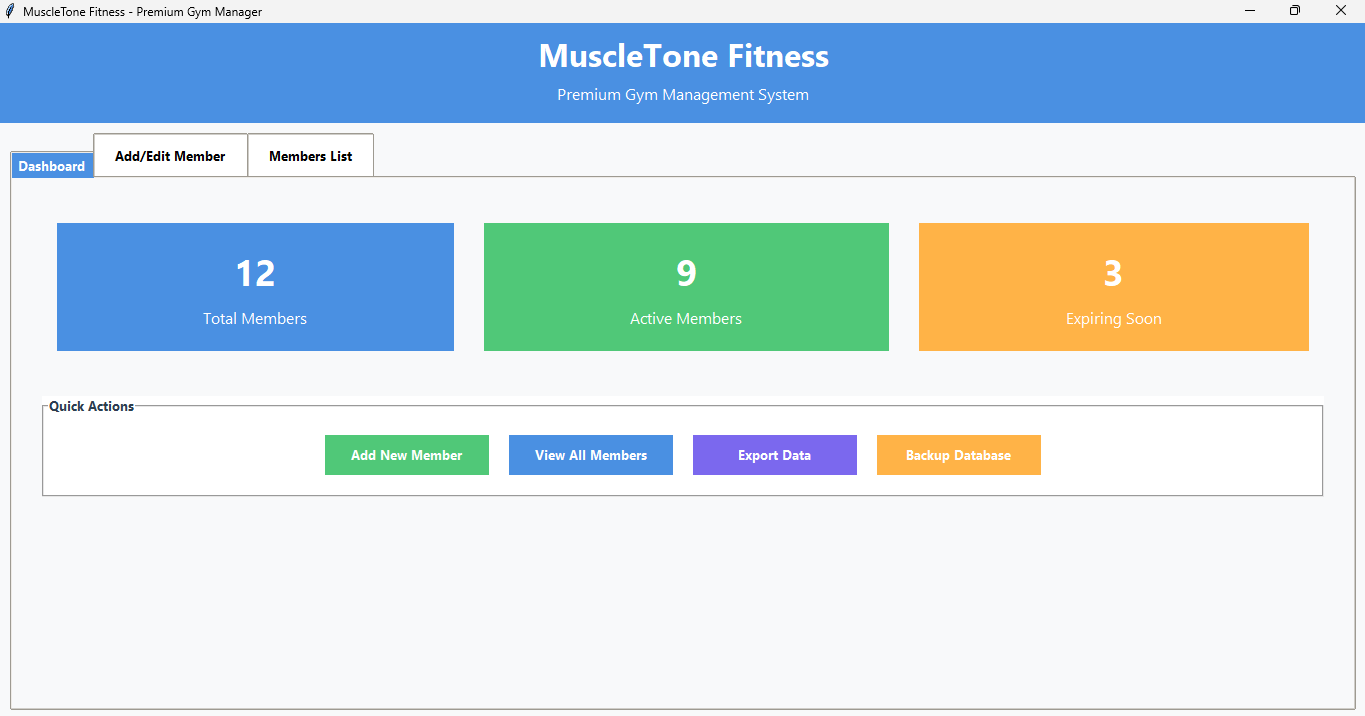 MuscleTone Fitness - Premium Gym Manager
MuscleTone Fitness
Premium Gym Management System
Dashboard
Add/Edit Member
Members List
12
Total Members
9
Active Members
3
Expiring Soon
Quick Actions
Add New Member
View All Members
Export Data
Backup Database